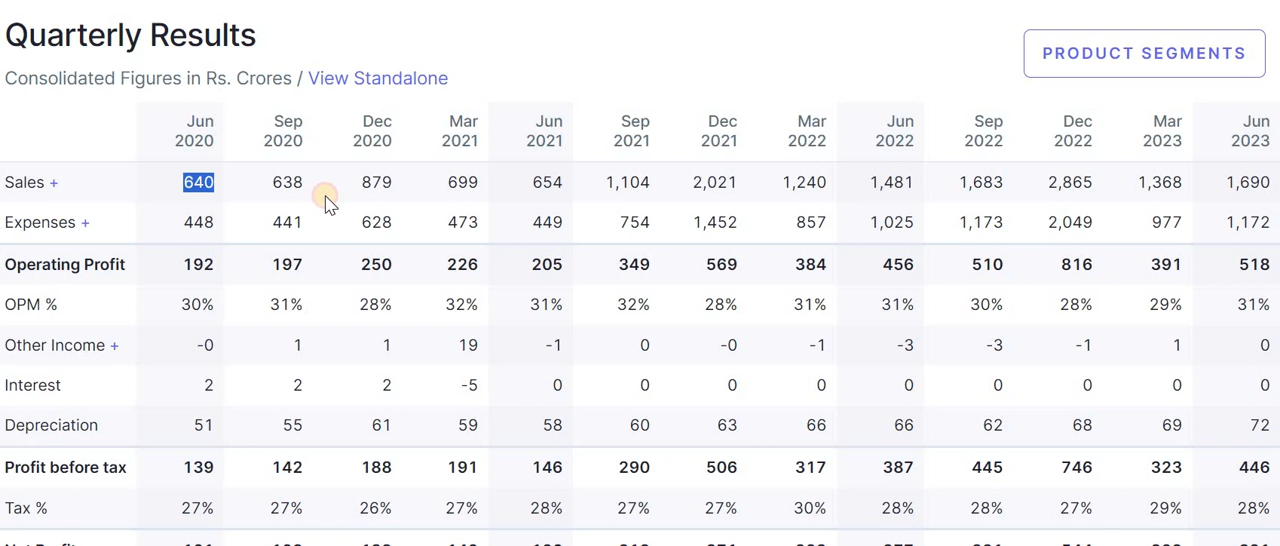 Quarterly Results
PRODUCT SEGMENTS
Consolidated Figures in Rs. Crores / View Standalone
Jun 2020 Sep 2020 Dec 2020 Mar 2021 Jun 2021 Sep 2021 Dec 2021 Mar 2022 Jun 2022 Sep 2022 Dec 2022 Mar 2023 Jun 2023
Sales + 640 638 879 699 654 1,104 2,021 1,240 1,481 1,683 2,865 1,368 1,690
Expenses + 448 441 628 473 449 754 1,452 857 1,025 1,173 2,049 977 1,172
Operating Profit 192 197 250 226 205 349 569 384 456 510 816 391 518
OPM % 30% 31% 28% 32% 31% 32% 28% 31% 31% 30% 28% 29% 31%
Other Income + -0 1 1 19 -1 0 -0 -1 -3 -3 -1 1 0
Interest 2 2 2 -5 0 0 0 0 0 0 0 0 0
Depreciation 51 55 61 59 58 60 63 66 66 62 68 69 72
Profit before tax 139 142 188 191 146 290 506 317 387 445 746 323 446
Tax % 27% 27% 26% 27% 28% 27% 27% 30% 28% 28% 27% 29% 28%